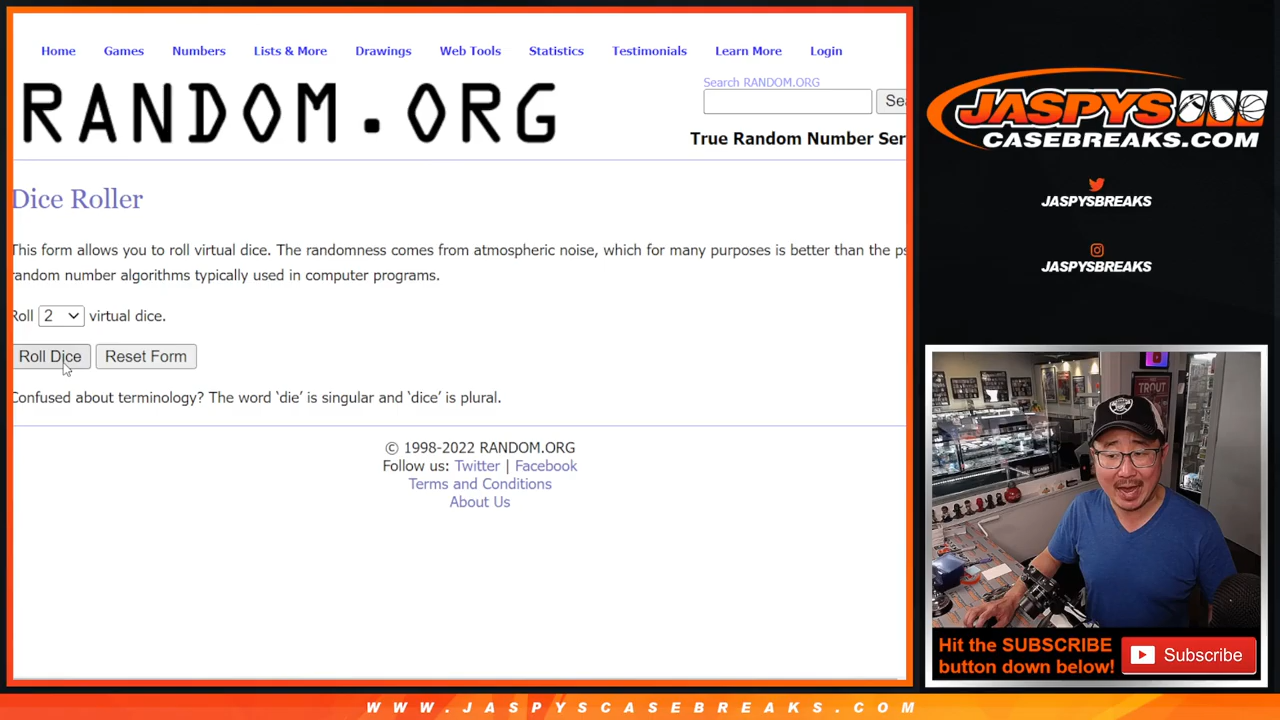 Home Games Numbers Lists & More Drawings Web Tools Statistics Testimonials Learn More Login
RANDOM.ORG
Search RANDOM.ORG
Sea
True Random Number Ser
Dice Roller
This form allows you to roll virtual dice. The randomness comes from atmospheric noise, which for many purposes is better than the ps
random number algorithms typically used in computer programs.
Roll 2 virtual dice.
Roll Dice Reset Form
Confused about terminology? The word ‘die’ is singular and ‘dice’ is plural.
© 1998-2022 RANDOM.ORG
Follow us: Twitter | Facebook
Terms and Conditions
About Us
JASPYS
CASEBREAKS.COM
JASPYSBREAKS
JASPYSBREAKS
TROUT
Hit the SUBSCRIBE
button down below!
Subscribe
WWW.JASPYSCASEBREAKS.COM